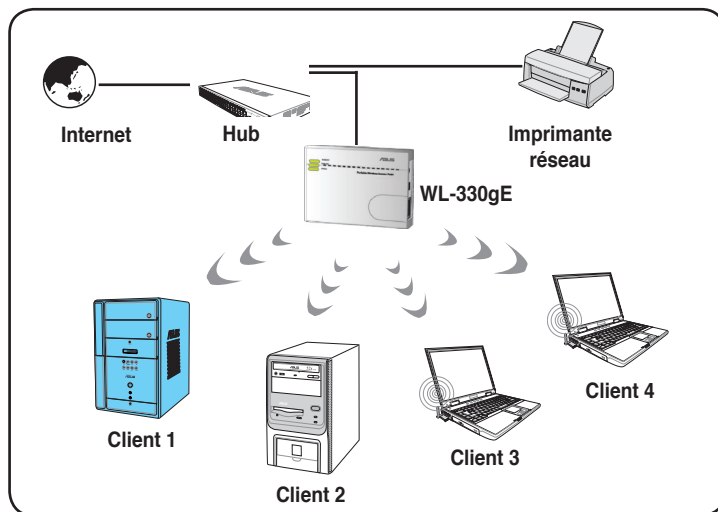 Internet
Hub
Imprimante
réseau
WL-330gE
Client 1
Client 2
Client 3
Client 4